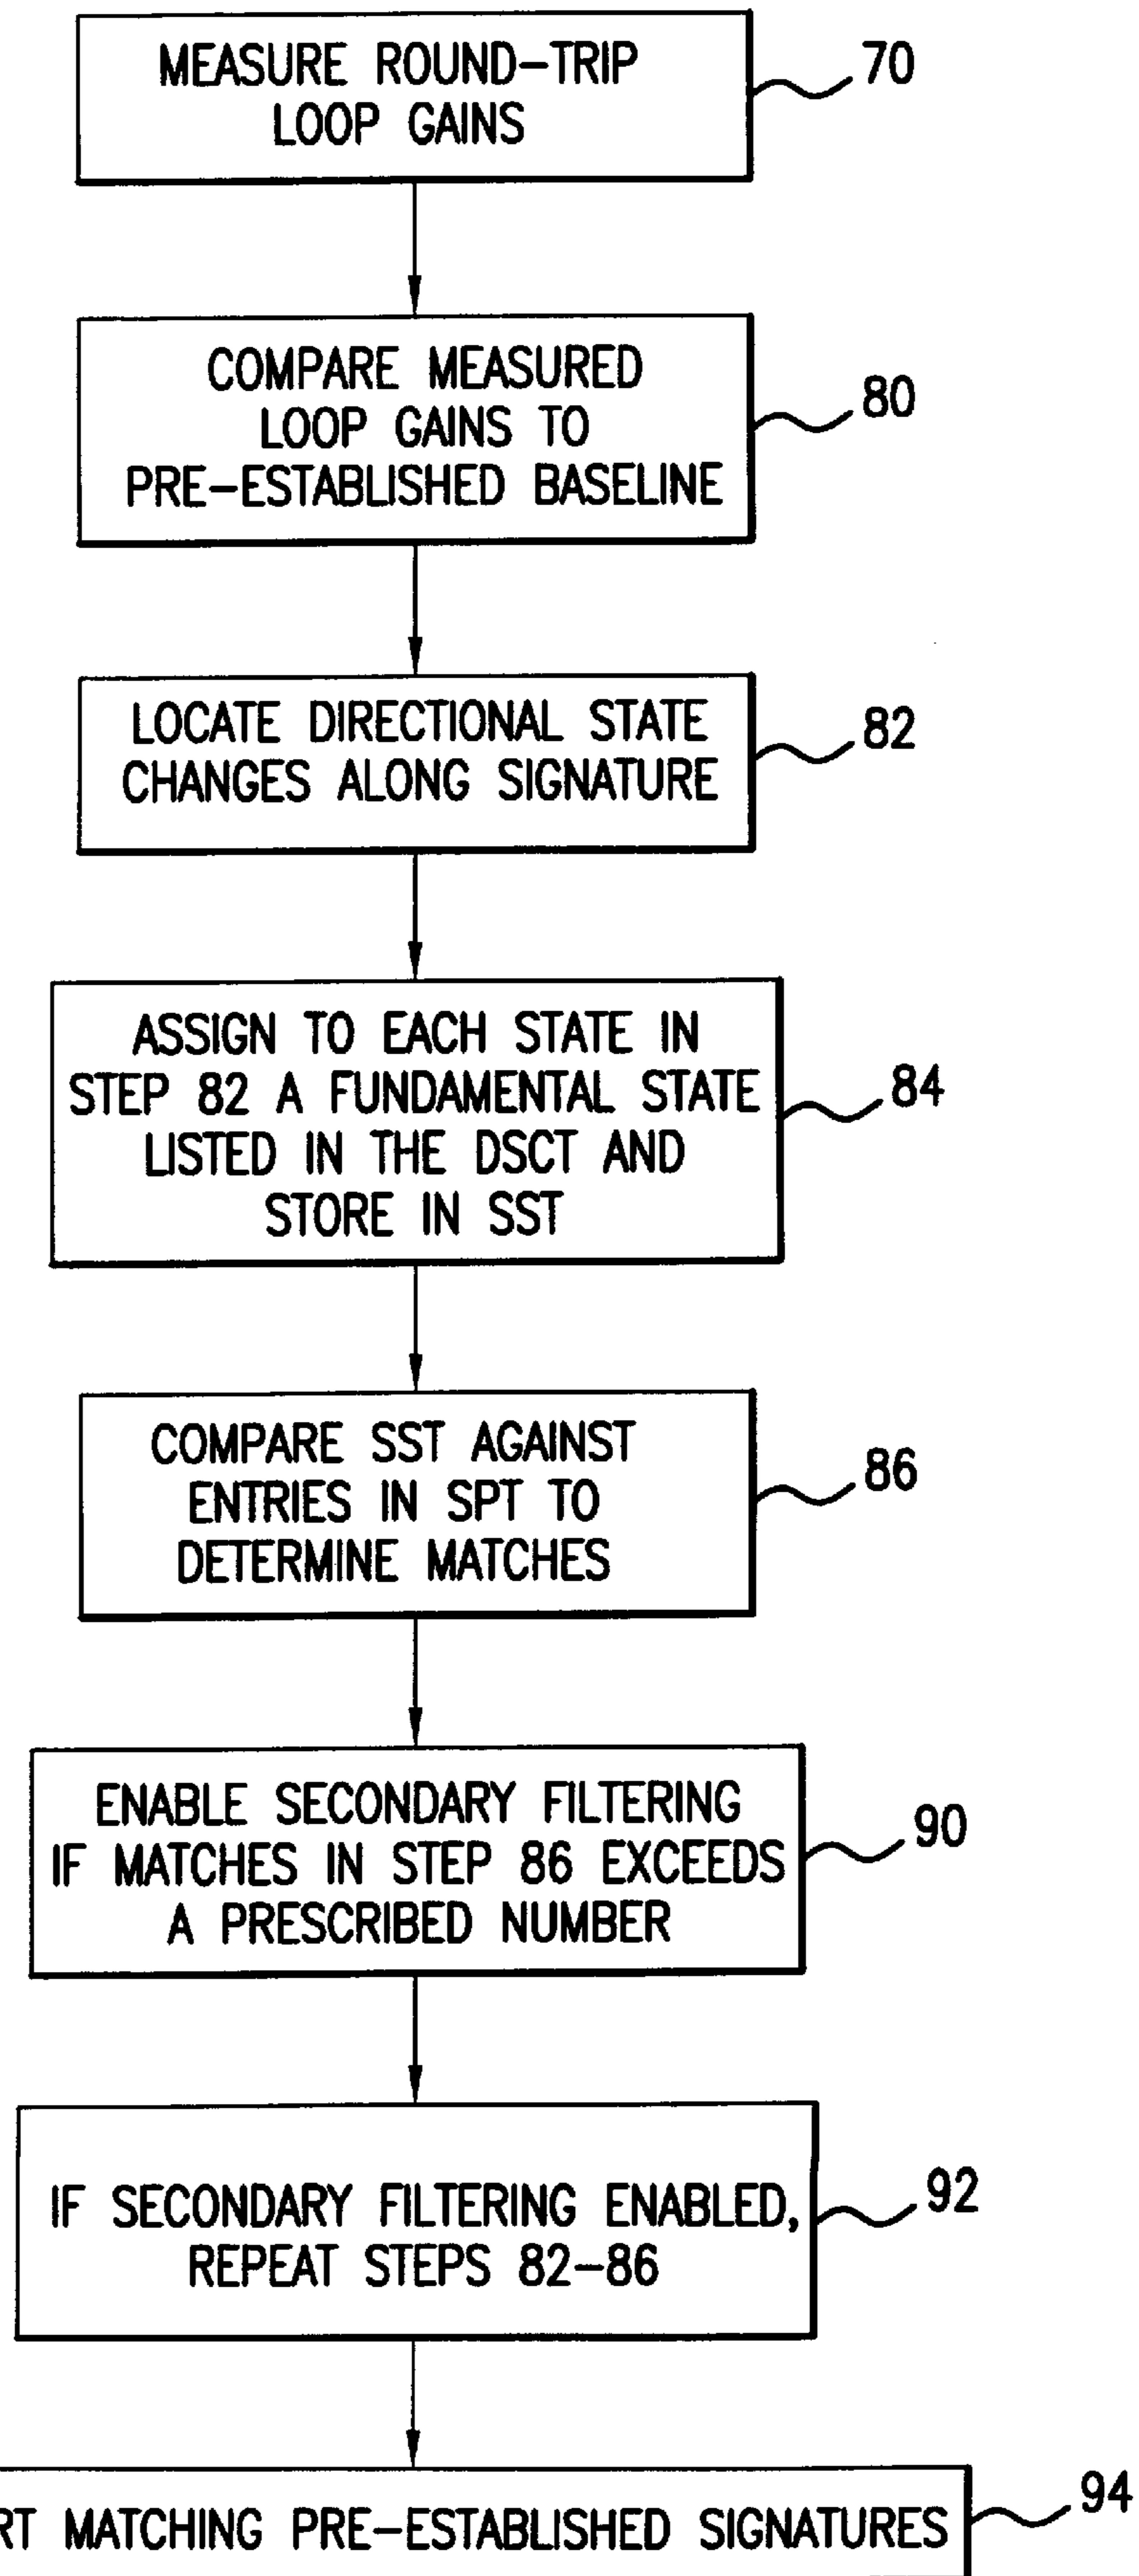 MEASURE ROUND-TRIP
LOOP GAINS
70
COMPARE MEASURED
LOOP GAINS TO
PRE-ESTABLISHED BASELINE
80
LOCATE DIRECTIONAL STATE
CHANGES ALONG SIGNATURE
82
ASSIGN TO EACH STATE IN
STEP 82 A FUNDAMENTAL STATE
LISTED IN THE DSCT AND
STORE IN SST
84
COMPARE SST AGAINST
ENTRIES IN SPT TO
DETERMINE MATCHES
86
ENABLE SECONDARY FILTERING
IF MATCHES IN STEP 86 EXCEEDS
A PRESCRIBED NUMBER
90
IF SECONDARY FILTERING ENABLED,
REPEAT STEPS 82-86
92
MATCHING PRE-ESTABLISHED SIGNATURES
94